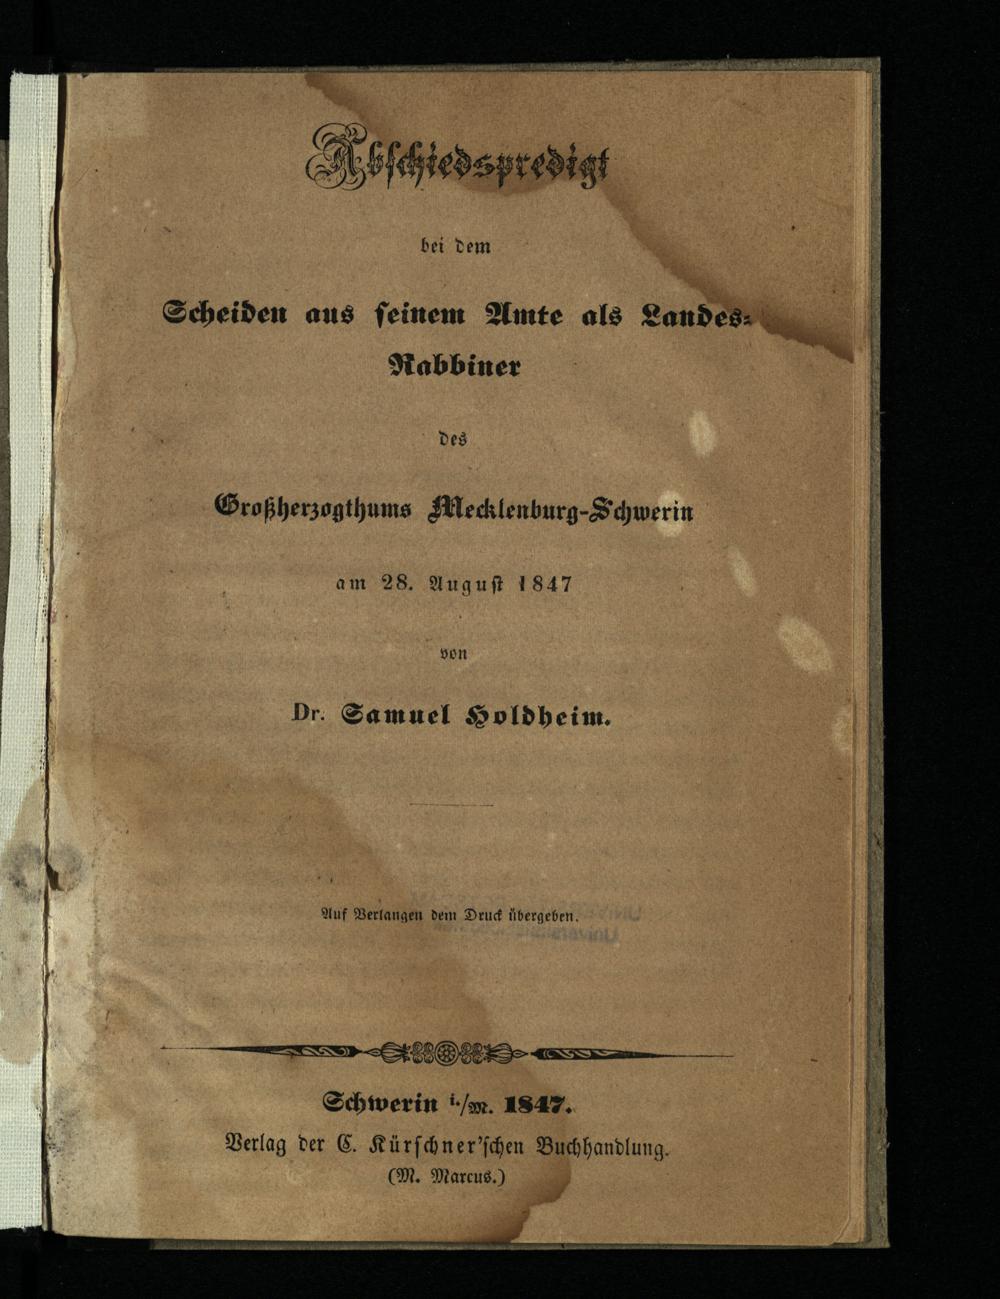 Abschiedspredigt
bei dem
Scheiden aus seinem Amte als Landes-
Rabbiner
des
Großherzogthums Mecklenburg-Schwerin
am 28. August 1847
von
Dr. Samuel Holdheim.
Auf Verlangen dem Druck übergeben.
Schwerin i./M. 1847.
Verlag der C. Kürschner'schen Buchhandlung.
(M. Marcus.)